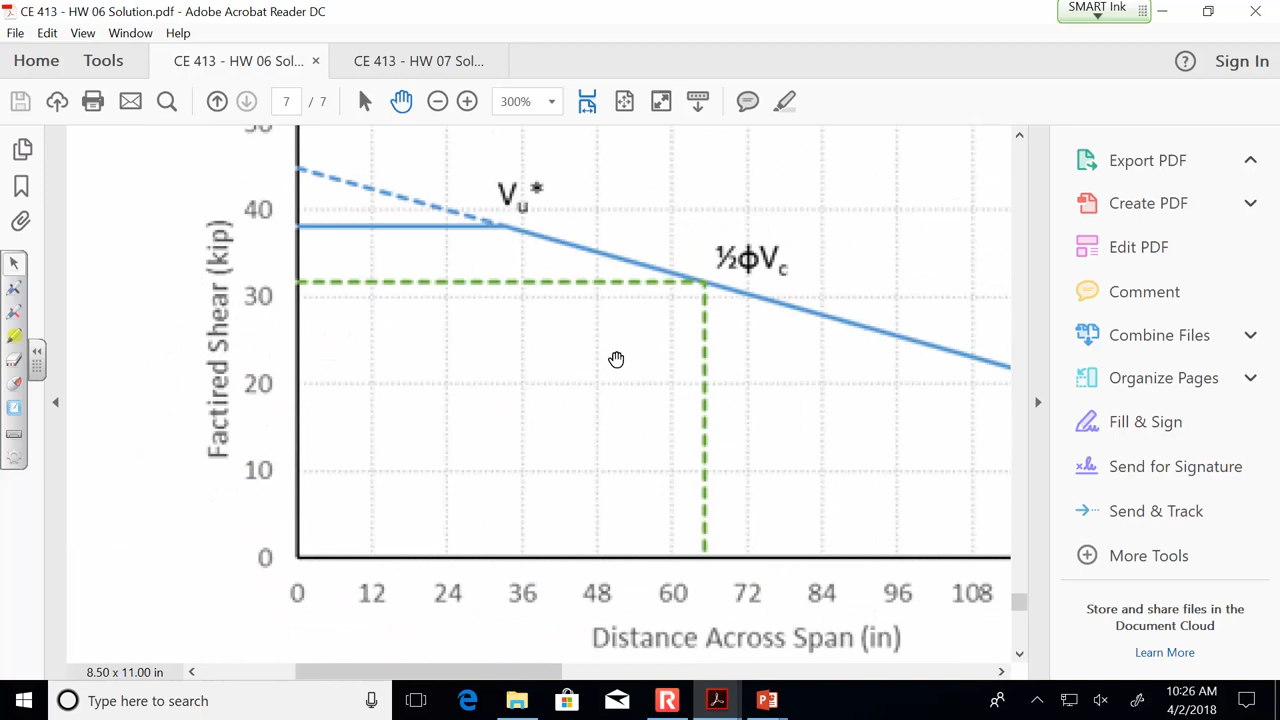 CE 413 - HW 06 Solution.pdf - Adobe Acrobat Reader DC
SMART Ink
File Edit View Window Help
Home Tools CE 413 - HW 06 Sol... × CE 413 - HW 07 Sol... Sign In
7 / 7 300%
50
40
30
20
10
0
Factired Shear (kip)
Vu*
½ϕVc
0 12 24 36 48 60 72 84 96 108
Distance Across Span (in)
8.50 x 11.00 in
Export PDF
Create PDF
Edit PDF
Comment
Combine Files
Organize Pages
Fill & Sign
Send for Signature
Send & Track
More Tools
Store and share files in the
Document Cloud
Learn More
Type here to search
10:26 AM
4/2/2018